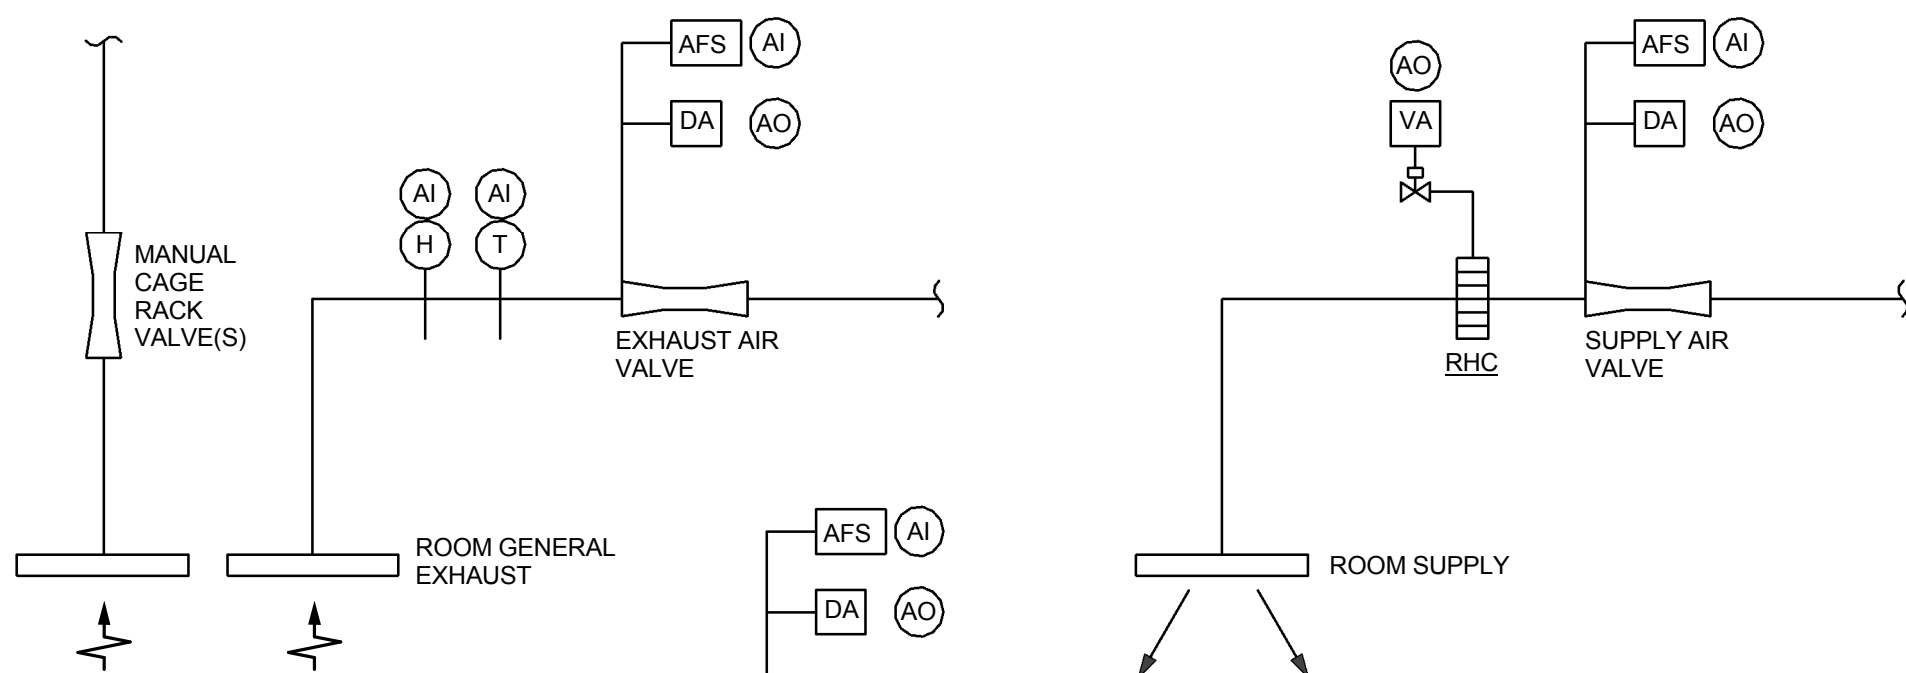 AFS AI
DA AO
AI AI
H T
MANUAL
CAGE
RACK
VALVE(S)
EXHAUST AIR
VALVE
ROOM GENERAL
EXHAUST
AFS AI
DA AO
AFS AI
AO
VA
DA AO
RHC
SUPPLY AIR
VALVE
ROOM SUPPLY